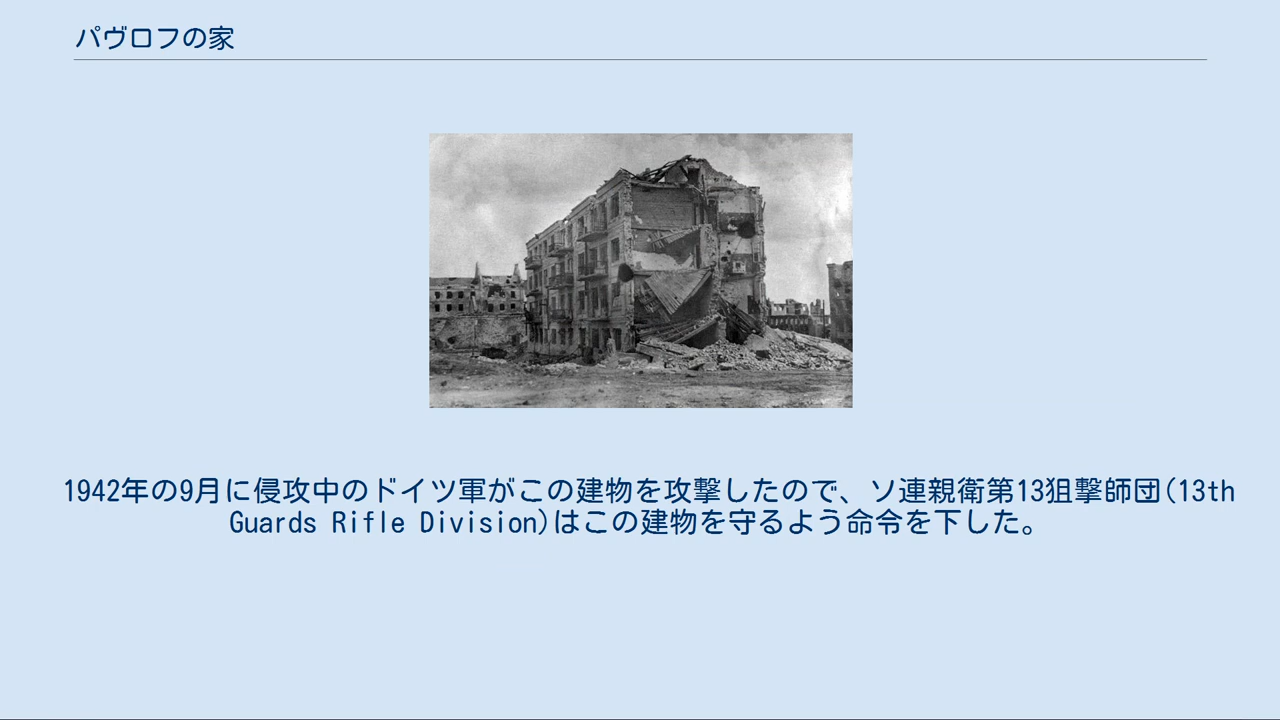 パヴロフの家
1942年の9月に侵攻中のドイツ軍がこの建物を攻撃したので、ソ連親衛第13狙撃師団(13th
Guards Rifle Division)はこの建物を守るよう命令を下した。